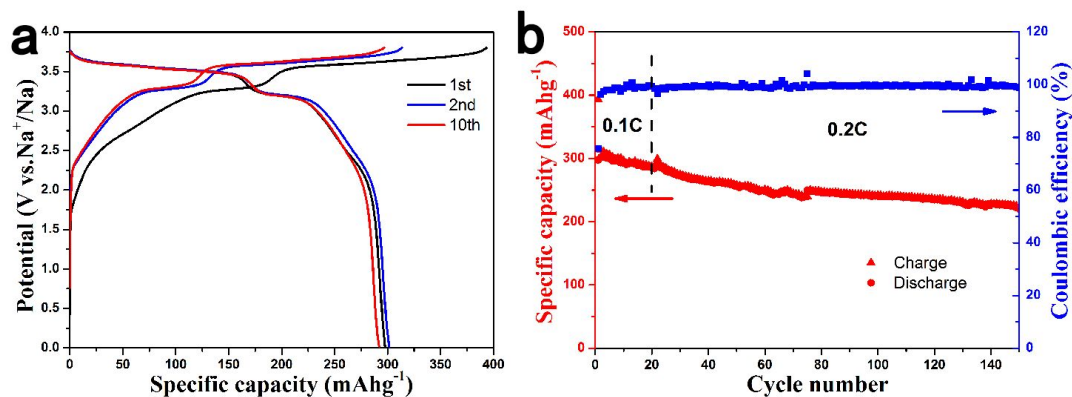 a
4.0
3.5
3.0
2.5
2.0
1.5
1.0
0.5
0.0
Potential (V vs.Na⁺/Na)
1st
2nd
10th
0 50 100 150 200 250 300 350 400
Specific capacity (mAhg⁻¹)
b
500
400
300
200
100
0
Specific capacity (mAhg⁻¹)
0.1C
0.2C
Charge
Discharge
120
100
80
60
40
20
0
Coulombic efficiency (%)
0 20 40 60 80 100 120 140
Cycle number